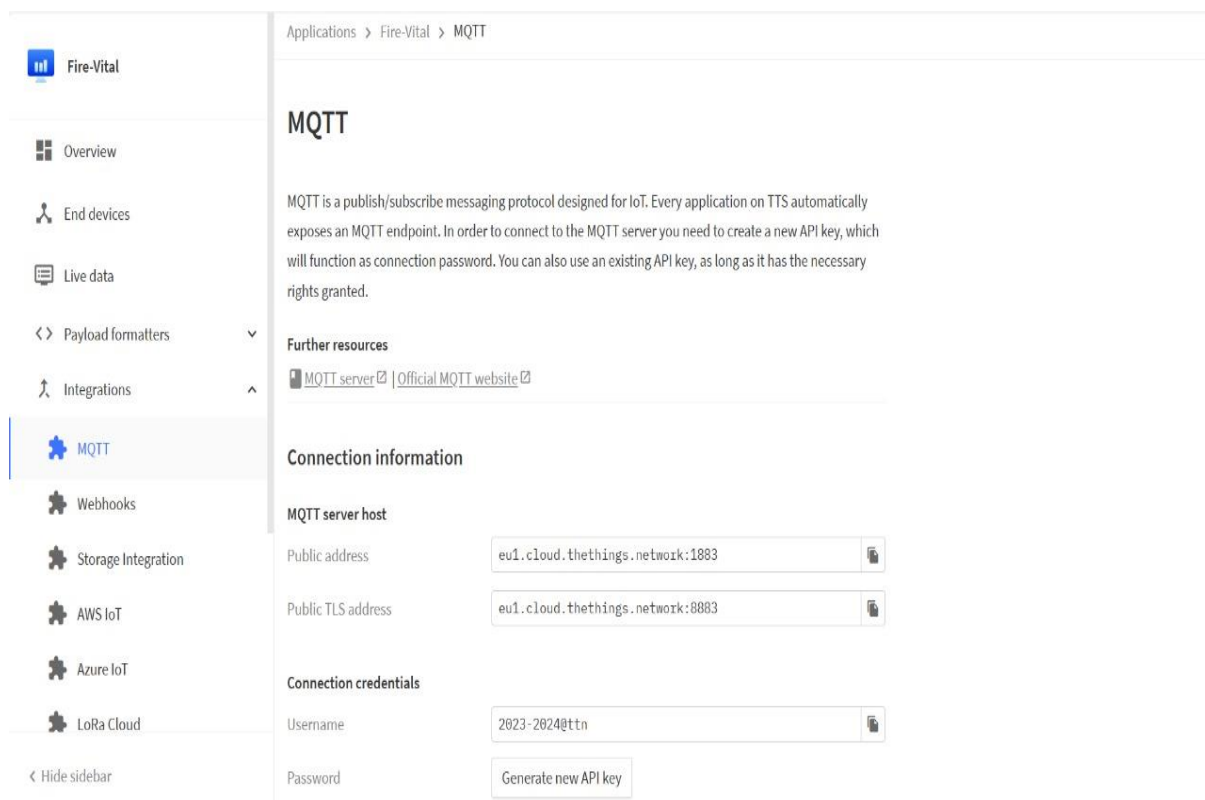 Fire-Vital
Overview
End devices
Live data
Payload formatters
Integrations
MQTT
Webhooks
Storage Integration
AWS IoT
Azure IoT
LoRa Cloud
Hide sidebar
Applications > Fire-Vital > MQTT
MQTT
MQTT is a publish/subscribe messaging protocol designed for IoT. Every application on TTS automatically
exposes an MQTT endpoint. In order to connect to the MQTT server you need to create a new API key, which
will function as connection password. You can also use an existing API key, as long as it has the necessary
rights granted.
Further resources
MQTT server | Official MQTT website
Connection information
MQTT server host
Public address eu1.cloud.thethings.network:1883
Public TLS address eu1.cloud.thethings.network:8883
Connection credentials
Username 2023-2024@ttn
Password Generate new API key